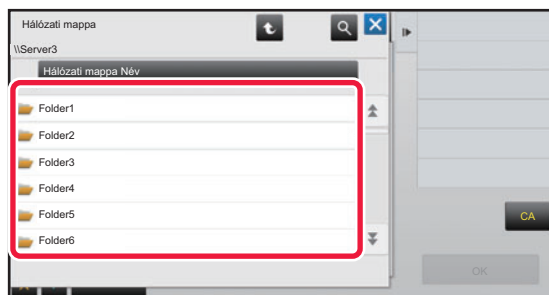 Hálózati mappa
\\Server3
Hálózati mappa Név
Folder1
Folder2
Folder3
Folder4
Folder5
Folder6
CA
OK